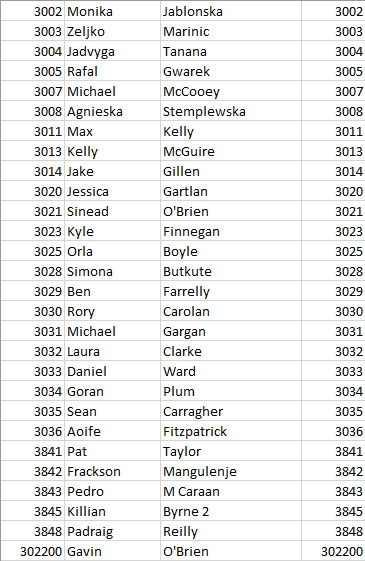 3002 Monika Jablonska 3002
3003 Zeljko Marinic 3003
3004 Jadvyga Tanana 3004
3005 Rafal Gwarek 3005
3007 Michael McCooey 3007
3008 Agnieska Stemplewska 3008
3011 Max Kelly 3011
3013 Kelly McGuire 3013
3014 Jake Gillen 3014
3020 Jessica Gartlan 3020
3021 Sinead O'Brien 3021
3023 Kyle Finnegan 3023
3025 Orla Boyle 3025
3028 Simona Butkute 3028
3029 Ben Farrelly 3029
3030 Rory Carolan 3030
3031 Michael Gargan 3031
3032 Laura Clarke 3032
3033 Daniel Ward 3033
3034 Goran Plum 3034
3035 Sean Carragher 3035
3036 Aoife Fitzpatrick 3036
3841 Pat Taylor 3841
3842 Frackson Mangulenje 3842
3843 Pedro M Caraan 3843
3845 Killian Byrne 2 3845
3848 Padraig Reilly 3848
302200 Gavin O'Brien 302200